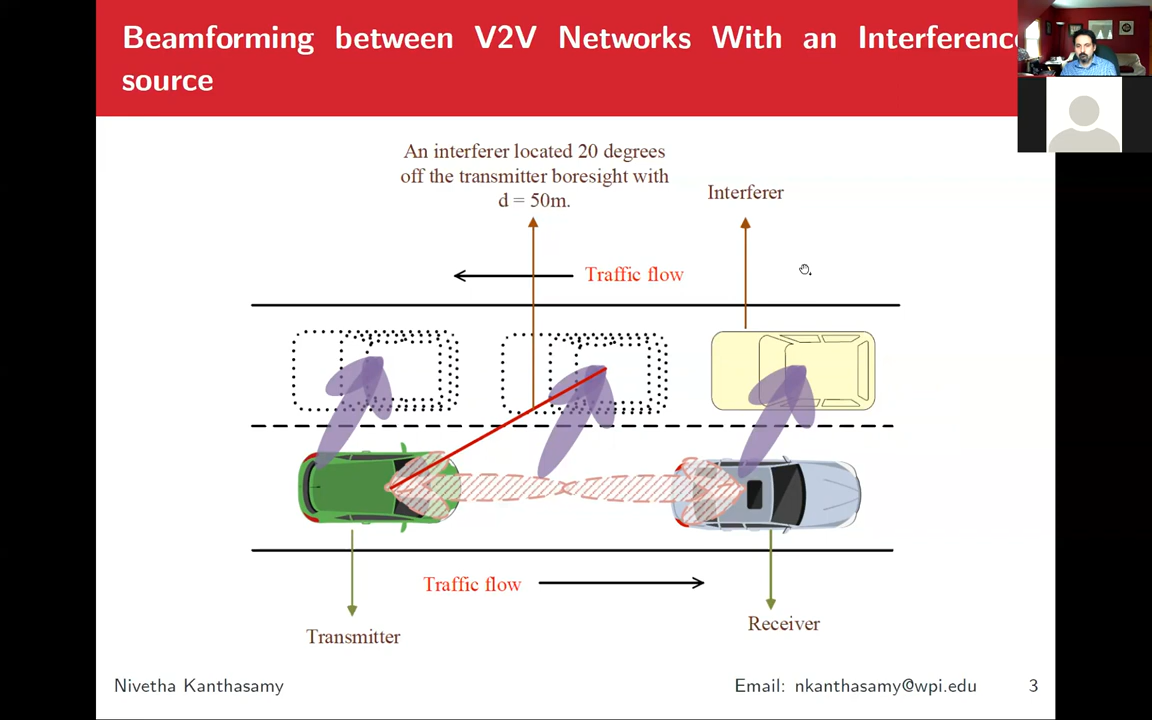 Beamforming between V2V Networks With an Interference
source
An interferer located 20 degrees
off the transmitter boresight with
d = 50m.
Interferer
Traffic flow
Traffic flow
Transmitter
Receiver
Nivetha Kanthasamy
Email: nkanthasamy@wpi.edu
3